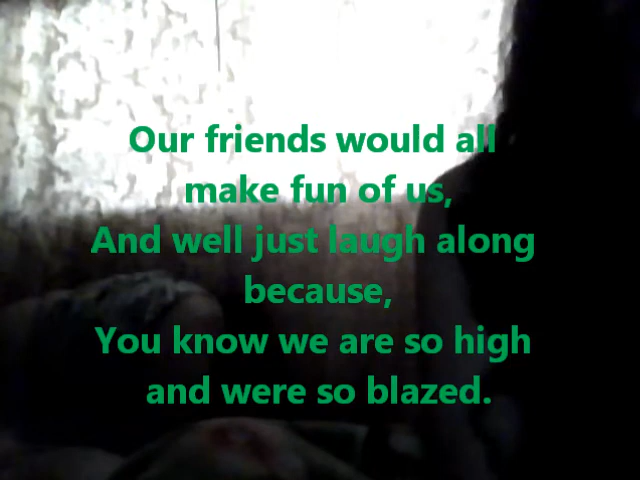 Our friends would all
make fun of us,
And well just laugh along
because,
You know we are so high
and were so blazed.